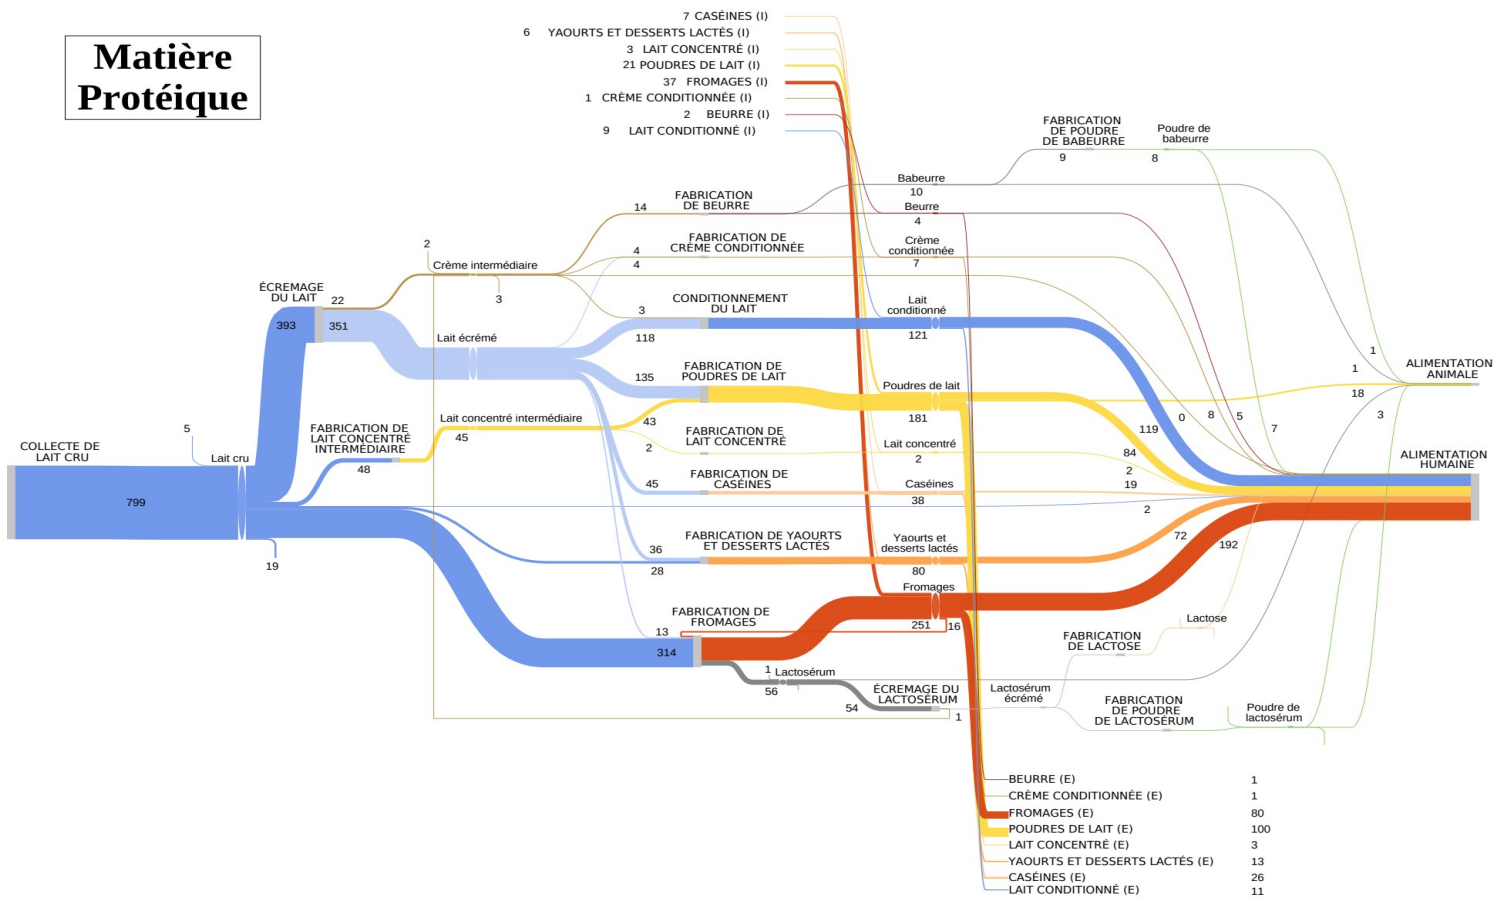 Matière
Protéique
7 CASÉINES (I)
6 YAOURTS ET DESSERTS LACTÉS (I)
3 LAIT CONCENTRÉ (I)
21 POUDRES DE LAIT (I)
37 FROMAGES (I)
1 CRÈME CONDITIONNÉE (I)
2 BEURRE (I)
9 LAIT CONDITIONNÉ (I)
FABRICATION
DE POUDRE
DE BABEURRE
9
8
Poudre de
babeurre
Babeurre
10
FABRICATION
DE BEURRE
14
Beurre
4
2
Crème intermédiaire
3
FABRICATION DE
CRÈME CONDITIONNÉE
4
4
Crème
conditionnée
7
ÉCREMAGE
DU LAIT
22
393
351
Lait écrémé
CONDITIONNEMENT
DU LAIT
3
118
Lait
conditionné
121
FABRICATION DE
POUDRES DE LAIT
135
43
Poudres de lait
181
1
1
18
3
ALIMENTATION
ANIMALE
Lait concentré intermédiaire
45
FABRICATION DE
LAIT CONCENTRÉ
INTERMÉDIAIRE
48
FABRICATION DE
LAIT CONCENTRÉ
2
Lait concentré
2
119
0
8
5
7
84
2
19
2
72
192
ALIMENTATION
HUMAINE
COLLECTE DE
LAIT CRU
799
5
Lait cru
19
FABRICATION DE
CASÉINES
45
Caséines
38
FABRICATION DE YAOURTS
ET DESSERTS LACTÉS
36
28
Yaourts et
desserts lactés
80
Fromages
251
16
FABRICATION DE
FROMAGES
13
314
1
Lactosérum
56
54
ÉCREMAGE DU
LACTOSÉRUM
1
Lactosérum
écrémé
FABRICATION
DE LACTOSE
Lactose
FABRICATION
DE POUDRE
DE LACTOSÉRUM
Poudre de
lactosérum
BEURRE (E) 1
CRÈME CONDITIONNÉE (E) 1
FROMAGES (E) 80
POUDRES DE LAIT (E) 100
LAIT CONCENTRÉ (E) 3
YAOURTS ET DESSERTS LACTÉS (E) 13
CASÉINES (E) 26
LAIT CONDITIONNÉ (E) 11